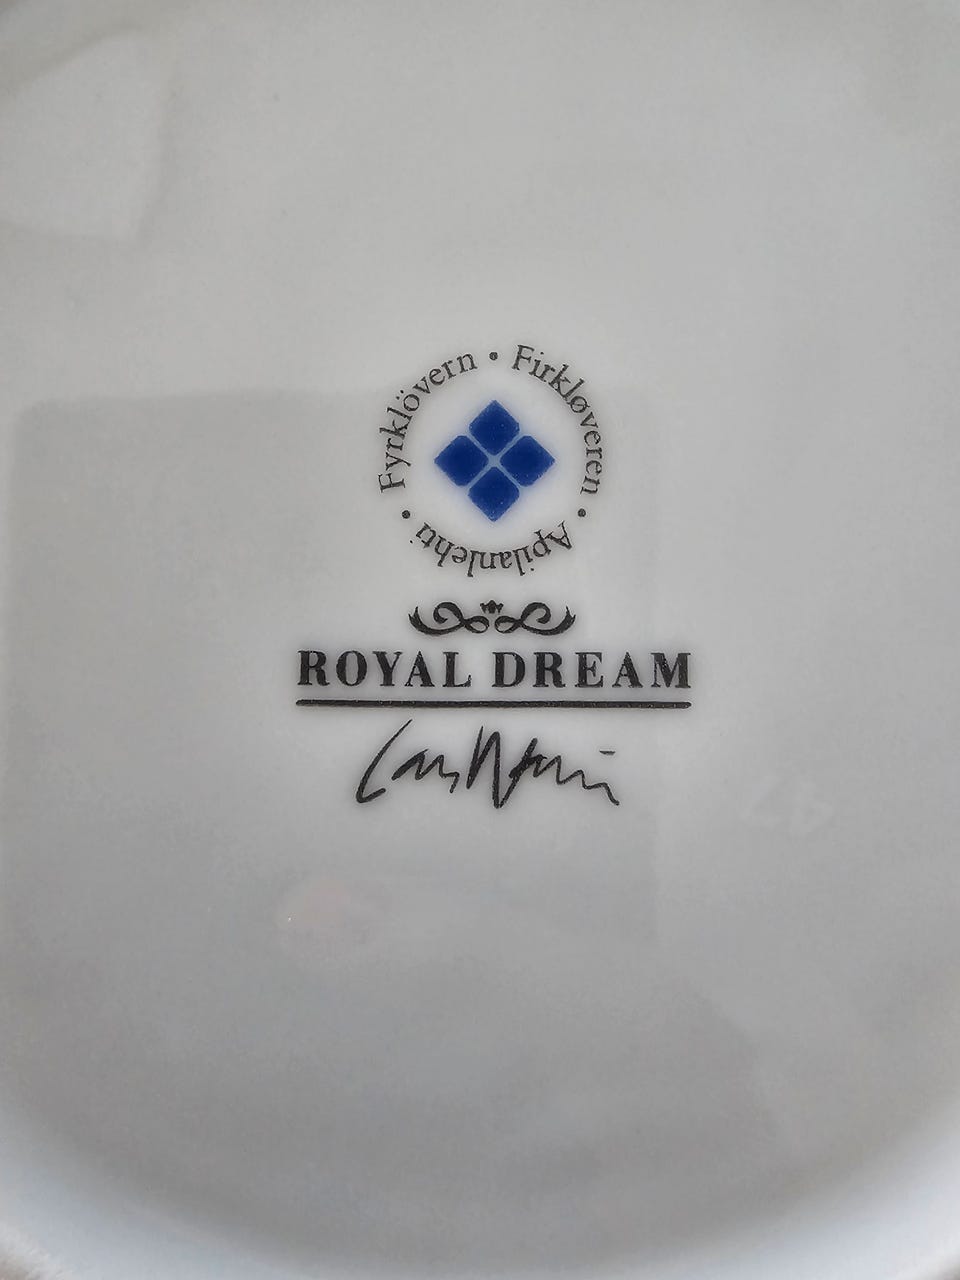 Fyrklövern • Firkløveren • Apilanlehti •
ROYAL DREAM